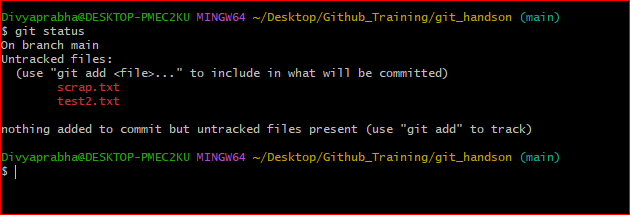 Divyaprabha@DESKTOP-PMEC2KU MINGW64 ~/Desktop/Github_Training/git_handson (main)
$ git status
On branch main
Untracked files:
  (use "git add <file>..." to include in what will be committed)
        scrap.txt
        test2.txt

nothing added to commit but untracked files present (use "git add" to track)

Divyaprabha@DESKTOP-PMEC2KU MINGW64 ~/Desktop/Github_Training/git_handson (main)
$